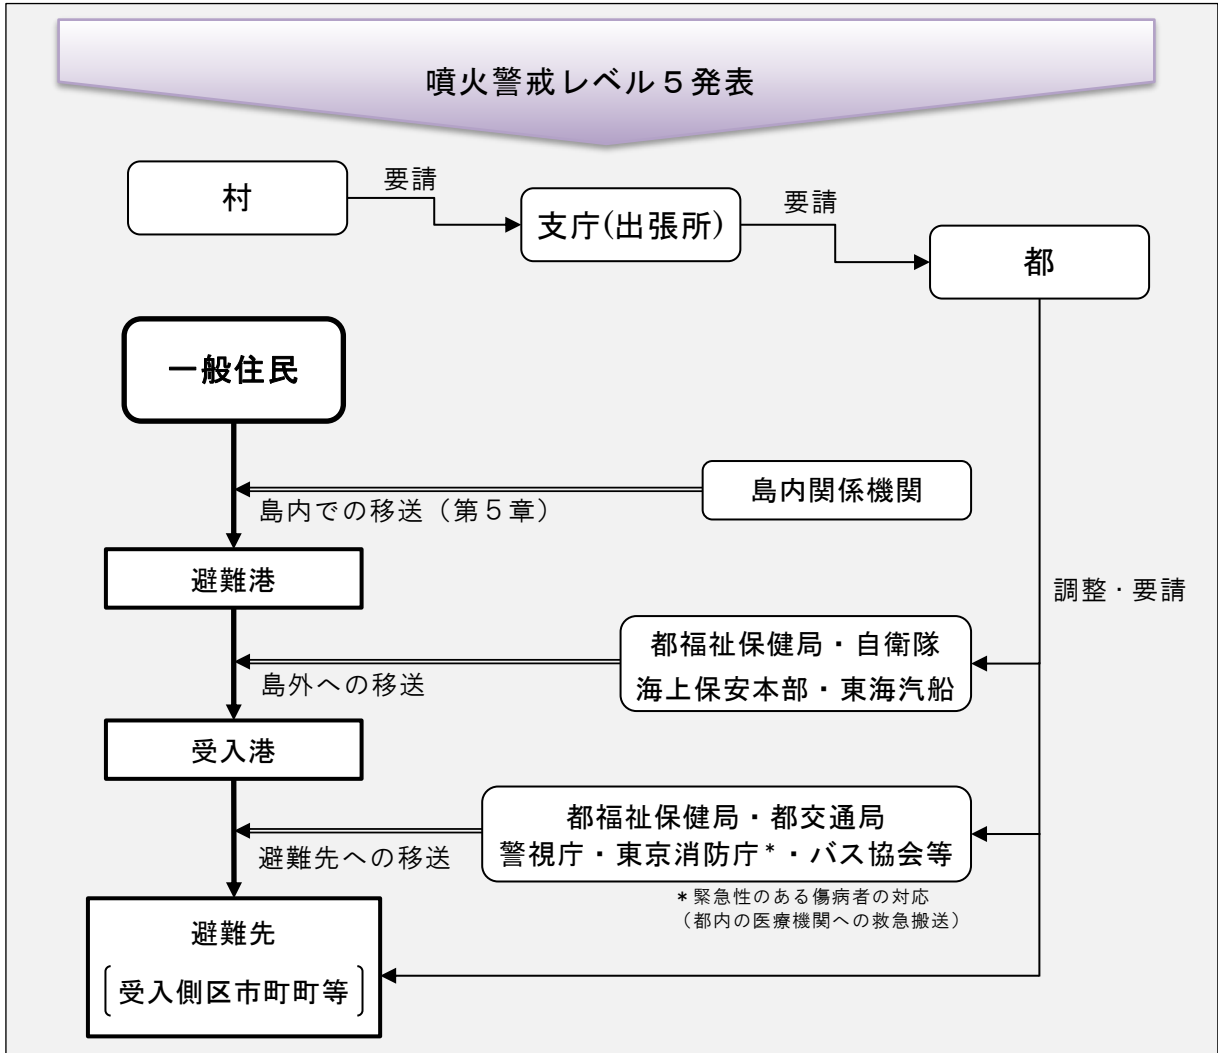 噴火警戒レベル５発表
村
要請
支庁(出張所)
要請
都
一般住民
島内関係機関
島内での移送（第５章）
避難港
調整・要請
都福祉保健局・自衛隊
海上保安本部・東海汽船
島外への移送
受入港
都福祉保健局・都交通局
警視庁・東京消防庁*・バス協会等
避難先への移送
*緊急性のある傷病者の対応
（都内の医療機関への救急搬送）
避難先
〔受入側区市町町等〕